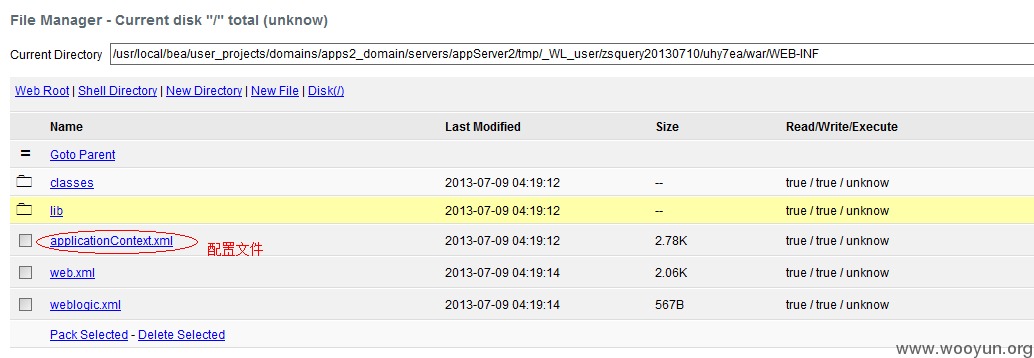 File Manager - Current disk "/" total (unknow)
Current Directory /usr/local/bea/user_projects/domains/apps2_domain/servers/appServer2/tmp/_WL_user/zsquery20130710/uhy7ea/war/WEB-INF
Web Root | Shell Directory | New Directory | New File | Disk(/)
Name Last Modified Size Read/Write/Execute
= Goto Parent
classes 2013-07-09 04:19:12 -- true / true / unknow
lib 2013-07-09 04:19:12 -- true / true / unknow
applicationContext.xml 配置文件 2013-07-09 04:19:12 2.78K true / true / unknow
web.xml 2013-07-09 04:19:14 2.06K true / true / unknow
weblogic.xml 2013-07-09 04:19:14 567B true / true / unknow
Pack Selected - Delete Selected
www.wooyun.org